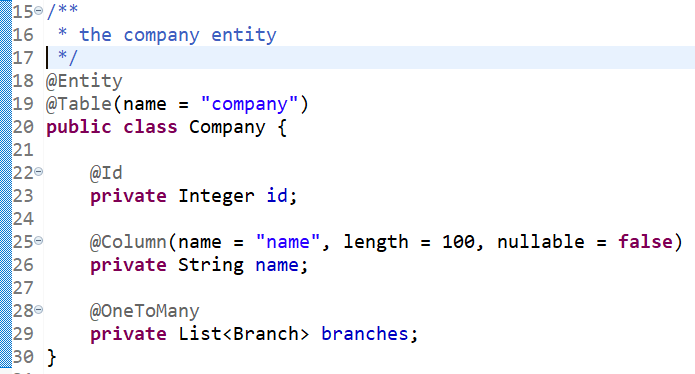 15 /**
16 * the company entity
17 */
18 @Entity
19 @Table(name = "company")
20 public class Company {
21
22 @Id
23 private Integer id;
24
25 @Column(name = "name", length = 100, nullable = false)
26 private String name;
27
28 @OneToMany
29 private List<Branch> branches;
30 }